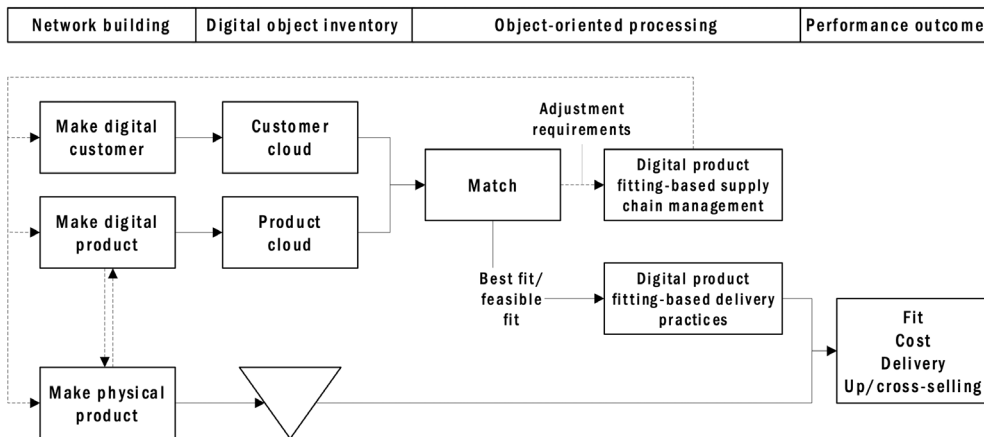 Network building
Digital object inventory
Object-oriented processing
Performance outcome
Adjustment
requirements
Make digital
customer
Customer
cloud
Match
Digital product
fitting-based supply
chain management
Make digital
product
Product
cloud
Best fit/
feasible
fit
Digital product
fitting-based delivery
practices
Fit
Cost
Delivery
Up/cross-selling
Make physical
product